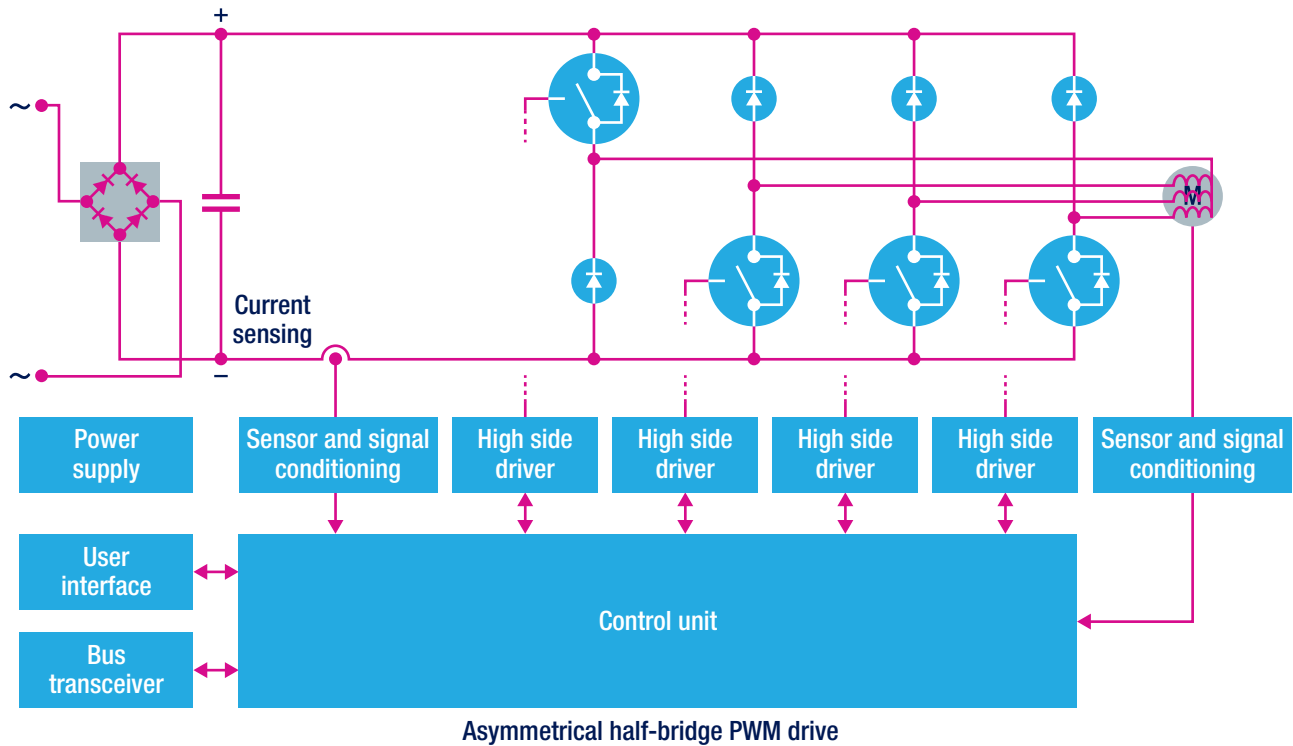 +
~
M
Current
sensing
~
−
Power
supply
Sensor and signal
conditioning
High side
driver
High side
driver
High side
driver
High side
driver
Sensor and signal
conditioning
User
interface
Control unit
Bus
transceiver
Asymmetrical half-bridge PWM drive